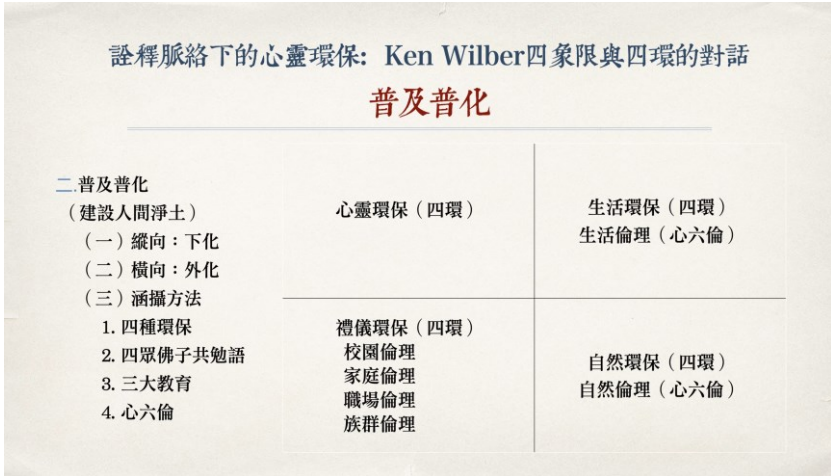 詮釋脈絡下的心靈環保：Ken Wilber四象限與四環的對話
普及普化
二.普及普化
（建設人間淨土）
（一）縱向：下化
（二）橫向：外化
（三）涵攝方法
1. 四種環保
2. 四眾佛子共勉語
3. 三大教育
4. 心六倫
心靈環保（四環）
生活環保（四環）
生活倫理（心六倫）
禮儀環保（四環）
校園倫理
家庭倫理
職場倫理
族群倫理
自然環保（四環）
自然倫理（心六倫）